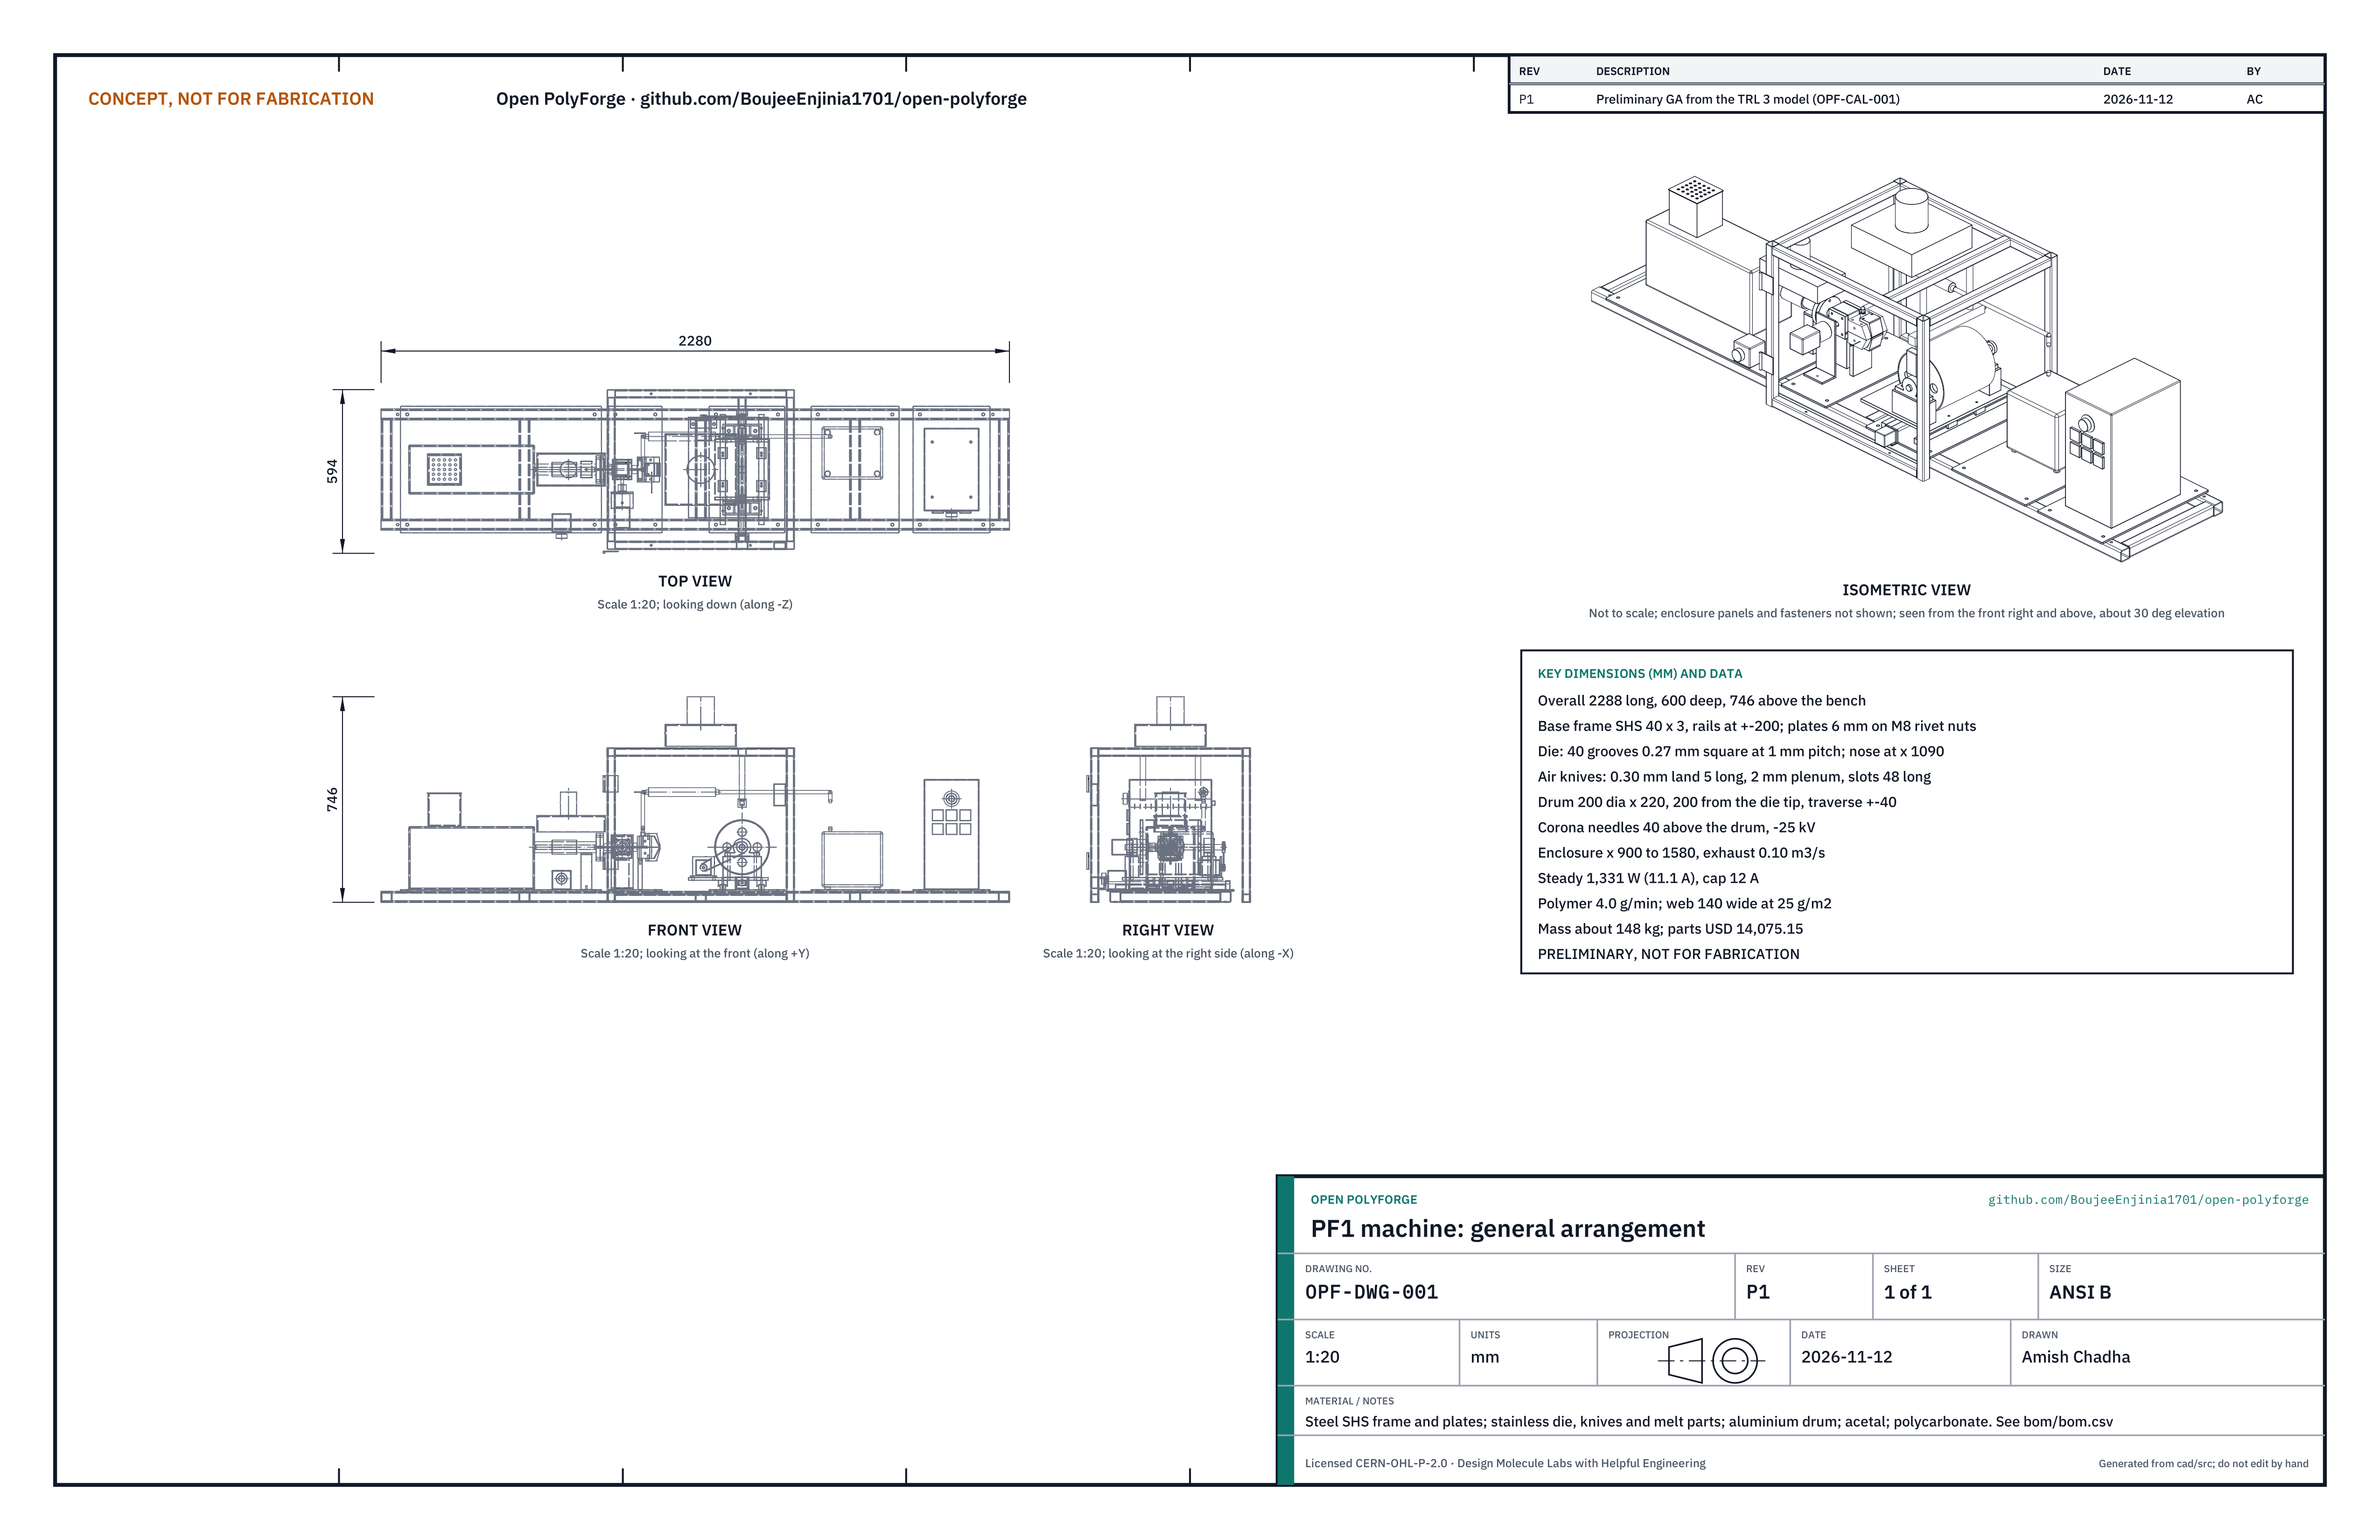 CONCEPT, NOT FOR FABRICATION
Open PolyForge · github.com/BoujeeEnjinia1701/open-polyforge
REV DESCRIPTION DATE BY
P1 Preliminary GA from the TRL 3 model (OPF-CAL-001) 2026-11-12 AC
2280
594
TOP VIEW
Scale 1:20; looking down (along -Z)
ISOMETRIC VIEW
Not to scale; enclosure panels and fasteners not shown; seen from the front right and above, about 30 deg elevation
746
FRONT VIEW
Scale 1:20; looking at the front (along +Y)
RIGHT VIEW
Scale 1:20; looking at the right side (along -X)
KEY DIMENSIONS (MM) AND DATA
Overall 2288 long, 600 deep, 746 above the bench
Base frame SHS 40 x 3, rails at +-200; plates 6 mm on M8 rivet nuts
Die: 40 grooves 0.27 mm square at 1 mm pitch; nose at x 1090
Air knives: 0.30 mm land 5 long, 2 mm plenum, slots 48 long
Drum 200 dia x 220, 200 from the die tip, traverse +-40
Corona needles 40 above the drum, -25 kV
Enclosure x 900 to 1580, exhaust 0.10 m3/s
Steady 1,331 W (11.1 A), cap 12 A
Polymer 4.0 g/min; web 140 wide at 25 g/m2
Mass about 148 kg; parts USD 14,075.15
PRELIMINARY, NOT FOR FABRICATION
OPEN POLYFORGE github.com/BoujeeEnjinia1701/open-polyforge
PF1 machine: general arrangement
DRAWING NO. REV SHEET SIZE
OPF-DWG-001 P1 1 of 1 ANSI B
SCALE UNITS PROJECTION DATE DRAWN
1:20 mm 2026-11-12 Amish Chadha
MATERIAL / NOTES
Steel SHS frame and plates; stainless die, knives and melt parts; aluminium drum; acetal; polycarbonate. See bom/bom.csv
Licensed CERN-OHL-P-2.0 · Design Molecule Labs with Helpful Engineering Generated from cad/src; do not edit by hand